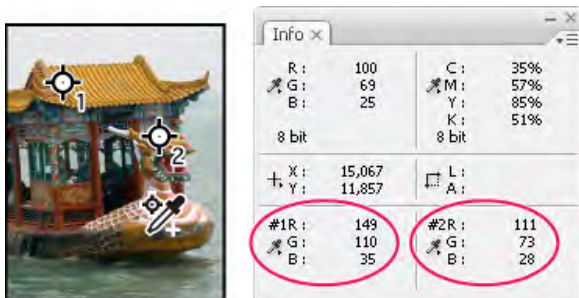 1
2
Info ×
R : 100
G : 69
B : 25
8 bit
C : 35%
M : 57%
Y : 85%
K : 51%
8 bit
X : 15,067
Y : 11,857
L :
A :
#1R : 149
G : 110
B : 35
#2R : 111
G : 73
B : 28